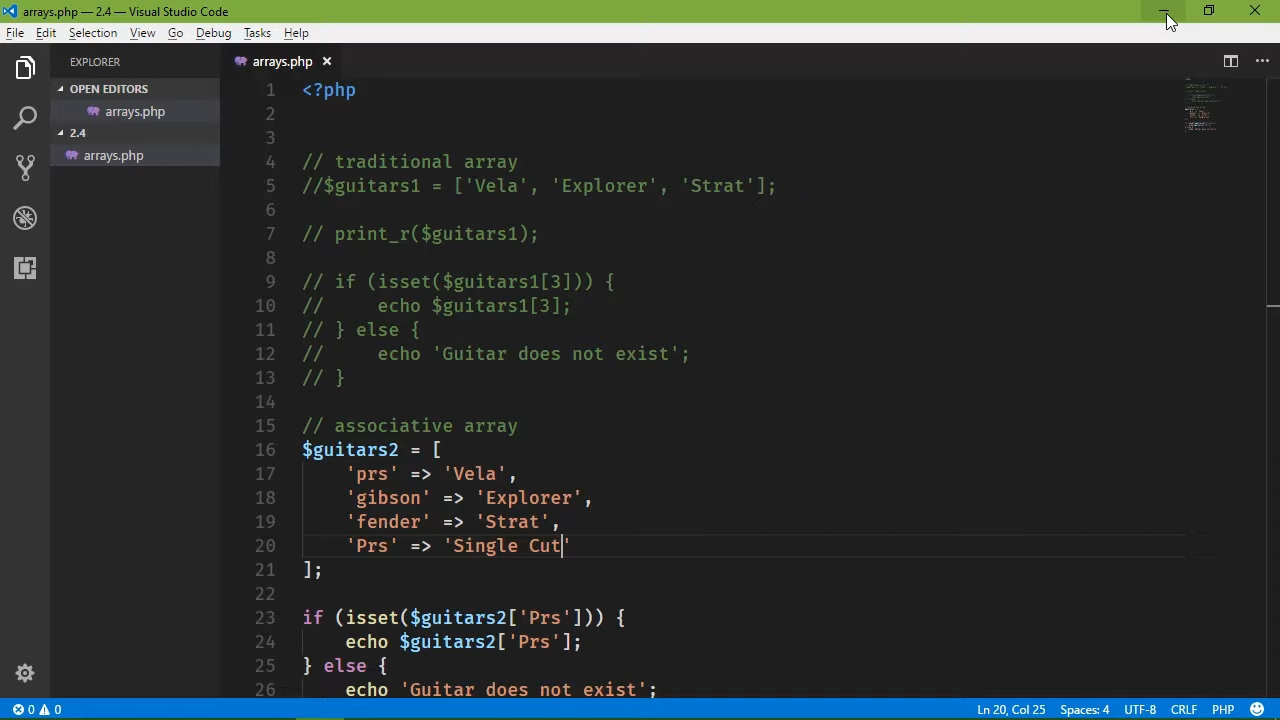 arrays.php — 2.4 — Visual Studio Code
File Edit Selection View Go Debug Tasks Help
EXPLORER
OPEN EDITORS
arrays.php
2.4
arrays.php
arrays.php
1 <?php
2
3
4 // traditional array
5 //$guitars1 = ['Vela', 'Explorer', 'Strat'];
6
7 // print_r($guitars1);
8
9 // if (isset($guitars1[3])) {
10 //     echo $guitars1[3];
11 // } else {
12 //     echo 'Guitar does not exist';
13 // }
14
15 // associative array
16 $guitars2 = [
17     'prs' => 'Vela',
18     'gibson' => 'Explorer',
19     'fender' => 'Strat',
20     'Prs' => 'Single Cut'
21 ];
22
23 if (isset($guitars2['Prs'])) {
24     echo $guitars2['Prs'];
25 } else {
26     echo 'Guitar does not exist';
0 0 Ln 20, Col 25 Spaces: 4 UTF-8 CRLF PHP